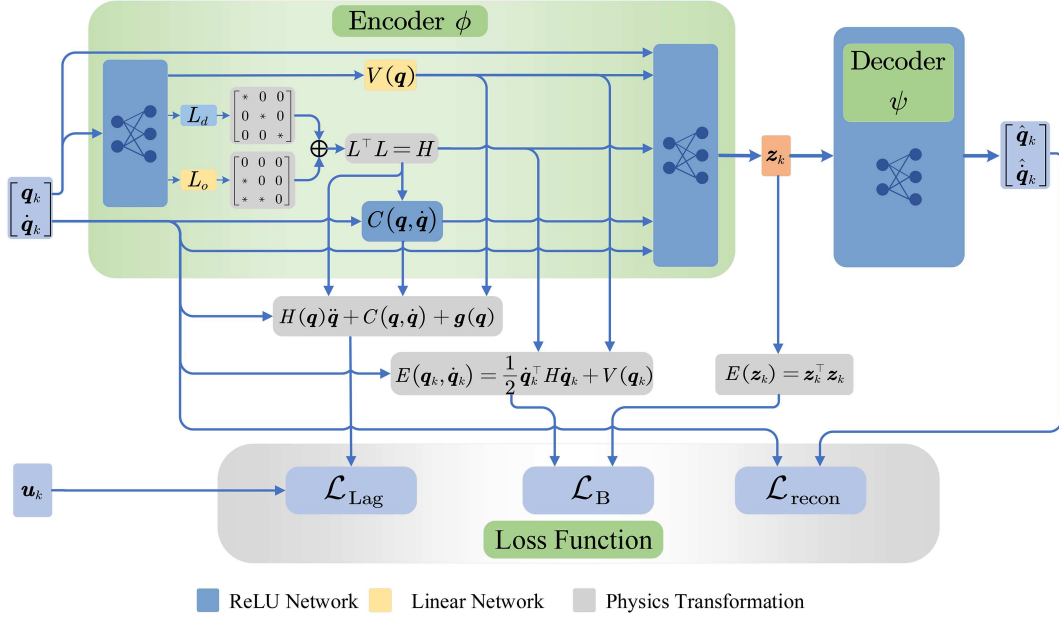 Encoder ϕ
V(q)
L_d
[* 0 0
0 * 0
0 0 *]
⊕
L^⊤ L = H
L_o
[0 0 0
* 0 0
* * 0]
C(q, q̇)
[q_k
q̇_k]
z_k
Decoder
ψ
[q̂_k
q̇̂_k]
H(q)q̈ + C(q, q̇) + g(q)
E(q_k, q̇_k) = 1/2 q̇_k^⊤ H q̇_k + V(q_k)
E(z_k) = z_k^⊤ z_k
u_k
ℒ_Lag
ℒ_B
ℒ_recon
Loss Function
ReLU Network
Linear Network
Physics Transformation